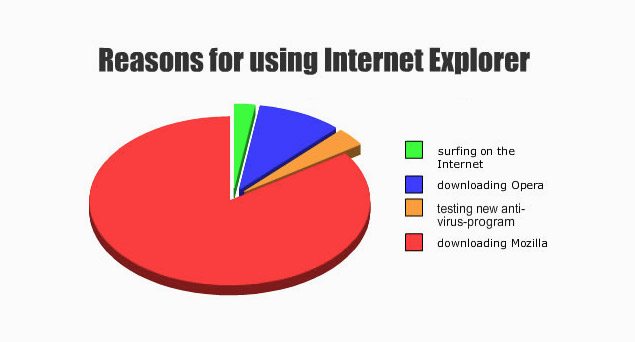 Reasons for using Internet Explorer
surfing on the
Internet
downloading Opera
testing new anti-
virus-program
downloading Mozilla